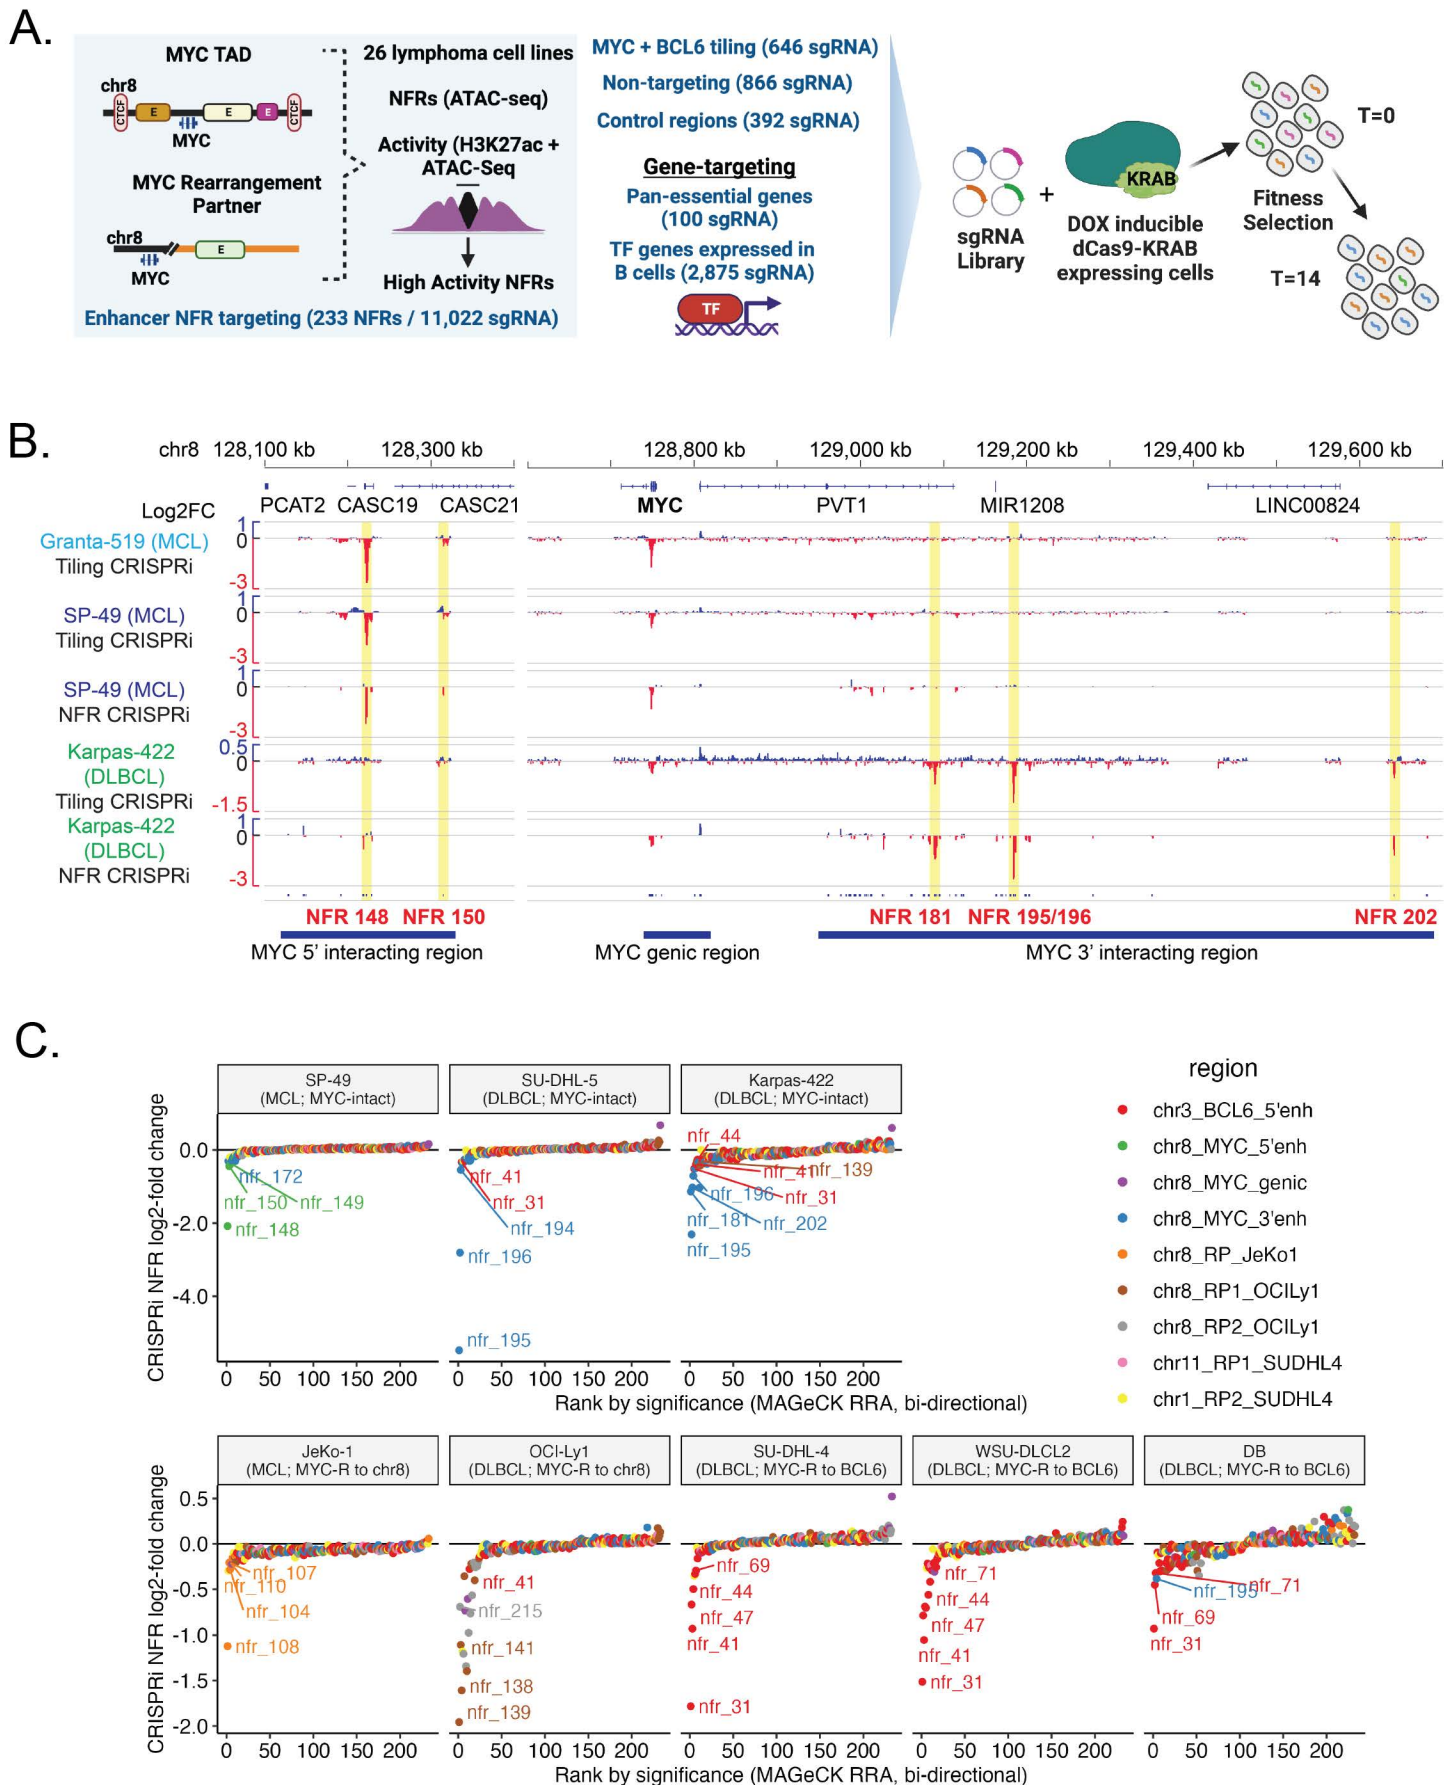 A.
MYC TAD
chr8
CTCF
E
E
E
CTCF
MYC
MYC Rearrangement
Partner
chr8
E
MYC
26 lymphoma cell lines
NFRs (ATAC-seq)
Activity (H3K27ac +
ATAC-Seq
High Activity NFRs
Enhancer NFR targeting (233 NFRs / 11,022 sgRNA)
MYC + BCL6 tiling (646 sgRNA)
Non-targeting (866 sgRNA)
Control regions (392 sgRNA)
Gene-targeting
Pan-essential genes
(100 sgRNA)
TF genes expressed in
B cells (2,875 sgRNA)
TF
sgRNA
Library
+
KRAB
DOX inducible
dCas9-KRAB
expressing cells
T=0
Fitness
Selection
T=14
B.
chr8 128,100 kb 128,300 kb 128,800 kb 129,000 kb 129,200 kb 129,400 kb 129,600 kb
PCAT2 CASC19 CASC21 MYC PVT1 MIR1208 LINC00824
Log2FC
Granta-519 (MCL)
Tiling CRISPRi
1
0
-3
SP-49 (MCL)
Tiling CRISPRi
1
0
-3
SP-49 (MCL)
NFR CRISPRi
1
0
-3
Karpas-422
(DLBCL)
Tiling CRISPRi
0.5
0
-1.5
Karpas-422
(DLBCL)
NFR CRISPRi
1
0
-3
NFR 148 NFR 150 NFR 181 NFR 195/196 NFR 202
MYC 5' interacting region MYC genic region MYC 3' interacting region
C.
CRISPRi NFR log2-fold change
0.0
-2.0
-4.0
SP-49
(MCL; MYC-intact)
nfr_172
nfr_150
nfr_149
nfr_148
0 50 100 150 200
SU-DHL-5
(DLBCL; MYC-intact)
nfr_41
nfr_31
nfr_194
nfr_196
nfr_195
0 50 100 150 200
Karpas-422
(DLBCL; MYC-intact)
nfr_44
nfr_139
nfr_41
nfr_196
nfr_31
nfr_181
nfr_202
nfr_195
0 50 100 150 200
Rank by significance (MAGeCK RRA, bi-directional)
region
chr3_BCL6_5'enh
chr8_MYC_5'enh
chr8_MYC_genic
chr8_MYC_3'enh
chr8_RP_JeKo1
chr8_RP1_OCILy1
chr8_RP2_OCILy1
chr11_RP1_SUDHL4
chr1_RP2_SUDHL4
CRISPRi NFR log2-fold change
0.5
0.0
-0.5
-1.0
-1.5
-2.0
JeKo-1
(MCL; MYC-R to chr8)
nfr_107
nfr_110
nfr_104
nfr_108
0 50 100 150 200
OCI-Ly1
(DLBCL; MYC-R to chr8)
nfr_41
nfr_215
nfr_141
nfr_138
nfr_139
0 50 100 150 200
SU-DHL-4
(DLBCL; MYC-R to BCL6)
nfr_69
nfr_44
nfr_47
nfr_41
nfr_31
0 50 100 150 200
WSU-DLCL2
(DLBCL; MYC-R to BCL6)
nfr_71
nfr_44
nfr_47
nfr_41
nfr_31
0 50 100 150 200
DB
(DLBCL; MYC-R to BCL6)
nfr_71
nfr_195
nfr_69
nfr_31
0 50 100 150 200
Rank by significance (MAGeCK RRA, bi-directional)